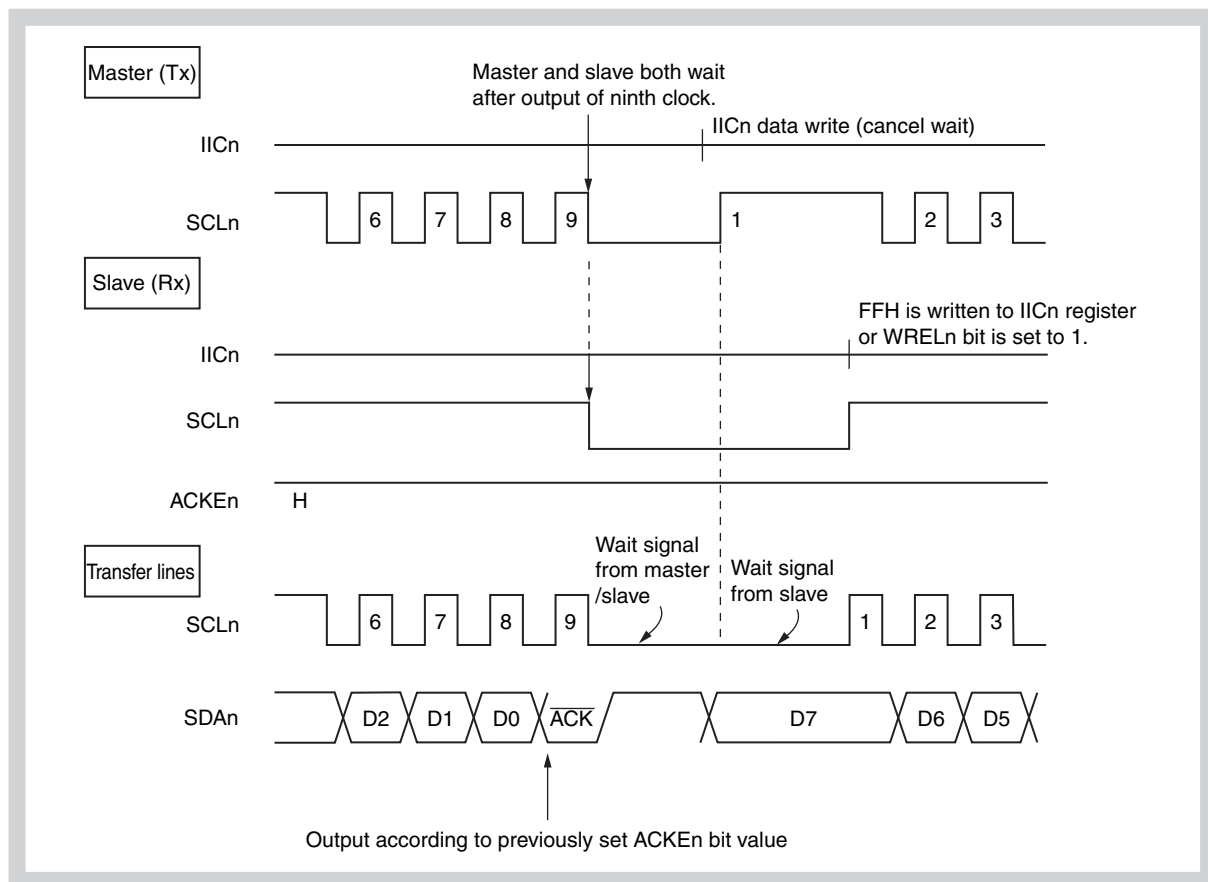 Master (Tx)
Master and slave both wait
after output of ninth clock.
IICn data write (cancel wait)
IICn
SCLn
6 7 8 9 1 2 3
Slave (Rx)
FFH is written to IICn register
or WRELn bit is set to 1.
IICn
SCLn
ACKEn
H
Transfer lines
Wait signal
from master
/slave
Wait signal
from slave
SCLn
6 7 8 9 1 2 3
SDAn
D2 D1 D0 ACK D7 D6 D5
Output according to previously set ACKEn bit value